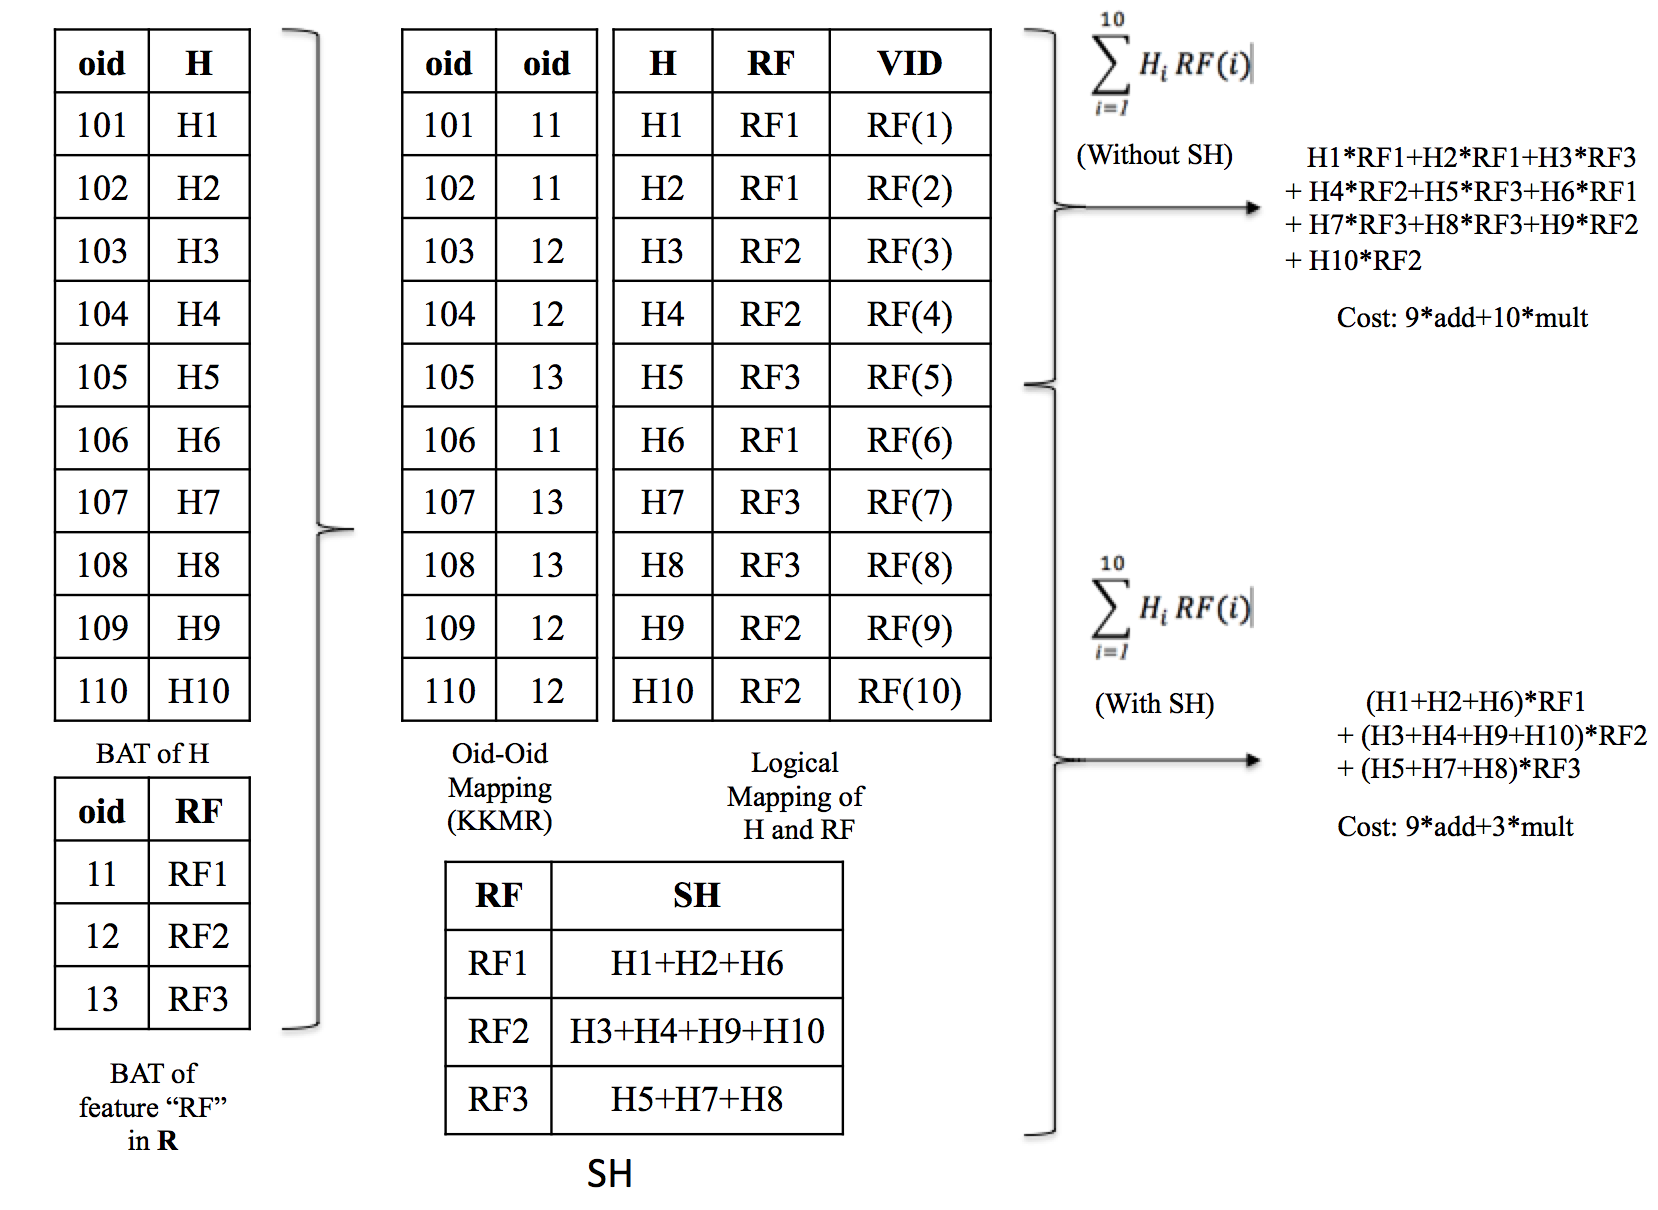 oid H
101 H1
102 H2
103 H3
104 H4
105 H5
106 H6
107 H7
108 H8
109 H9
110 H10
BAT of H
oid RF
11 RF1
12 RF2
13 RF3
BAT of
feature “RF”
in R
oid oid
101 11
102 11
103 12
104 12
105 13
106 11
107 13
108 13
109 12
110 12
Oid-Oid
Mapping
(KKMR)
H RF VID
H1 RF1 RF(1)
H2 RF1 RF(2)
H3 RF2 RF(3)
H4 RF2 RF(4)
H5 RF3 RF(5)
H6 RF1 RF(6)
H7 RF3 RF(7)
H8 RF3 RF(8)
H9 RF2 RF(9)
H10 RF2 RF(10)
Logical
Mapping of
H and RF
RF SH
RF1 H1+H2+H6
RF2 H3+H4+H9+H10
RF3 H5+H7+H8
SH
10
∑ Hi RF(i)
i=1
(Without SH)
H1*RF1+H2*RF1+H3*RF3
+ H4*RF2+H5*RF3+H6*RF1
+ H7*RF3+H8*RF3+H9*RF2
+ H10*RF2
Cost: 9*add+10*mult
10
∑ Hi RF(i)
i=1
(With SH)
(H1+H2+H6)*RF1
+ (H3+H4+H9+H10)*RF2
+ (H5+H7+H8)*RF3
Cost: 9*add+3*mult